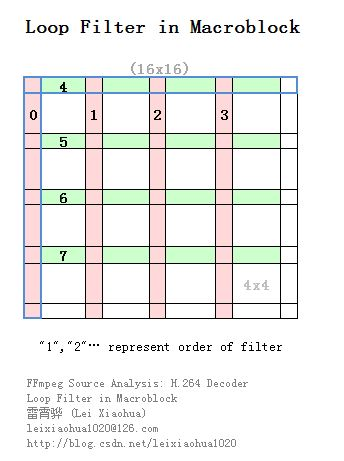 Loop Filter in Macroblock
(16x16)
4
0 1 2 3
5
6
7
4x4
"1","2"… represent order of filter
FFmpeg Source Analysis: H.264 Decoder
Loop Filter in Macroblock
雷霄骅 (Lei Xiaohua)
leixiaohua1020@126.com
http://blog.csdn.net/leixiaohua1020